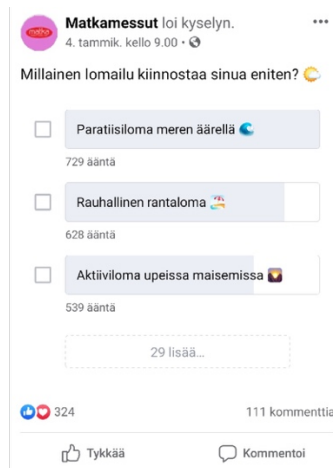 Matkamessut loi kyselyn.
4. tammik. kello 9.00 ·
Millainen lomailu kiinnostaa sinua eniten?
Paratiisiloma meren äärellä
729 ääntä
Rauhallinen rantaloma
628 ääntä
Aktiiviloma upeissa maisemissa
539 ääntä
29 lisää...
324
111 kommenttia
Tykkää
Kommentoi